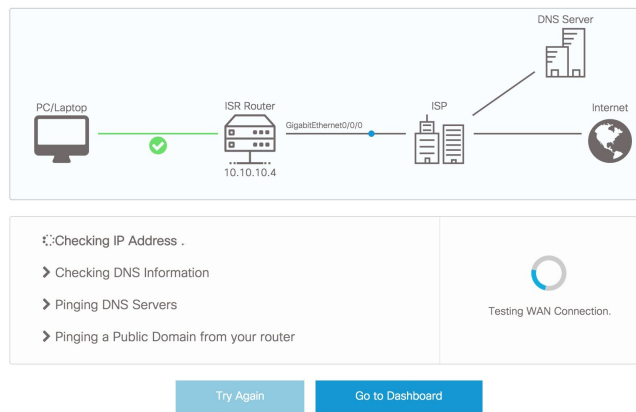 DNS Server
PC/Laptop
ISR Router
ISP
Internet
GigabitEthernet0/0/0
10.10.10.4
Checking IP Address .
Checking DNS Information
Pinging DNS Servers
Pinging a Public Domain from your router
Testing WAN Connection.
Try Again
Go to Dashboard